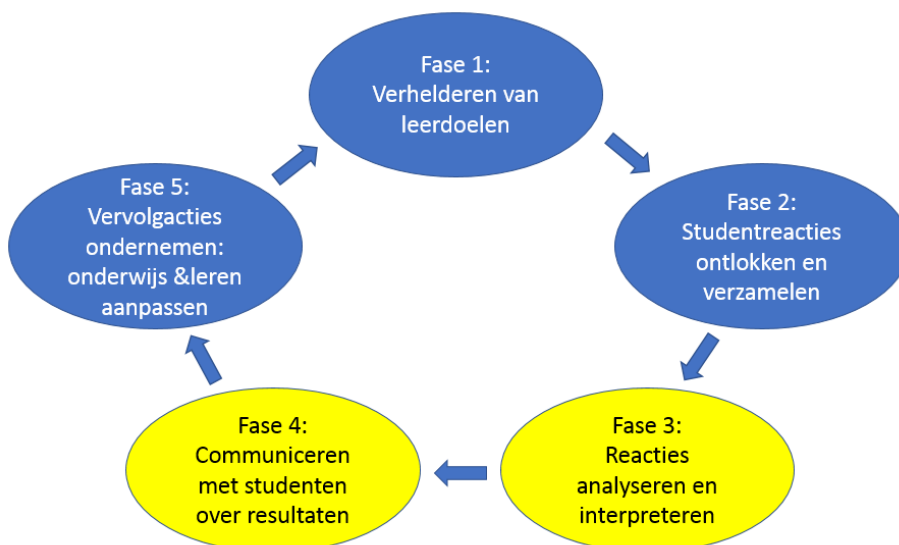 Fase 1:
Verhelderen van
leerdoelen
Fase 2:
Studentreacties
ontlokken en
verzamelen
Fase 3:
Reacties
analyseren en
interpreteren
Fase 4:
Communiceren
met studenten
over resultaten
Fase 5:
Vervolgacties
ondernemen:
onderwijs &leren
aanpassen